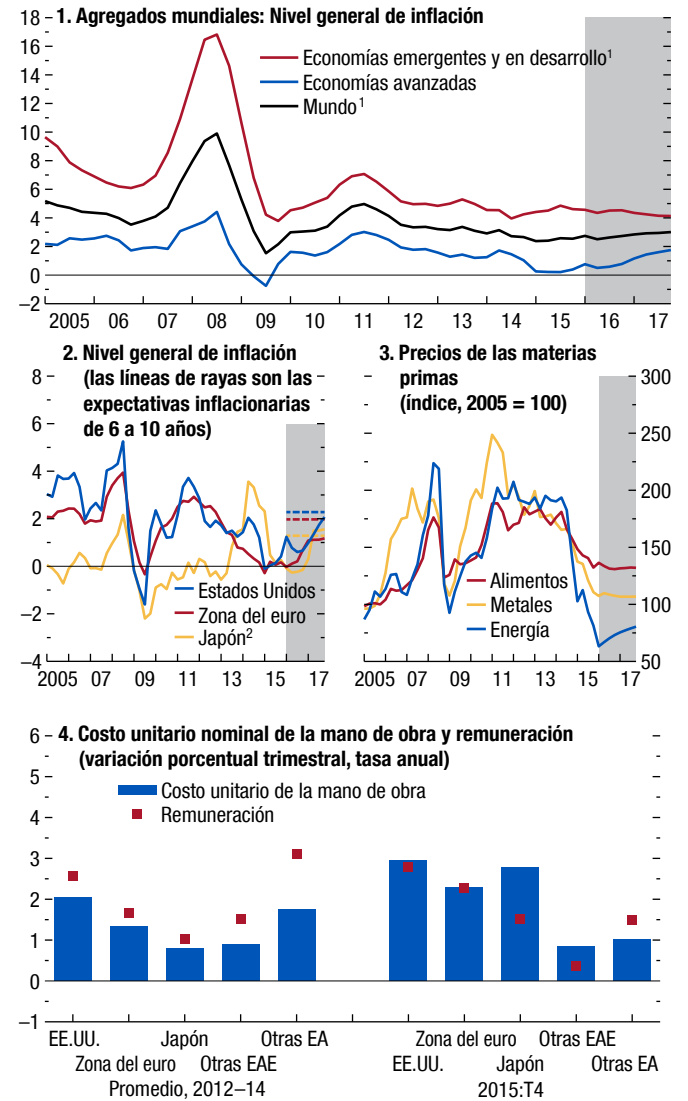 1. Agregados mundiales: Nivel general de inflación
18
16
14
12
10
8
6
4
2
0
–2
Economías emergentes y en desarrollo¹
Economías avanzadas
Mundo¹
2005 06 07 08 09 10 11 12 13 14 15 16 17
2. Nivel general de inflación
(las líneas de rayas son las
expectativas inflacionarias
de 6 a 10 años)
8
6
4
2
0
–2
–4
Estados Unidos
Zona del euro
Japón²
2005 07 09 11 13 15 17
3. Precios de las materias
primas
(índice, 2005 = 100)
300
250
200
150
100
50
Alimentos
Metales
Energía
2005 07 09 11 13 15 17
4. Costo unitario nominal de la mano de obra y remuneración
(variación porcentual trimestral, tasa anual)
6
5
4
3
2
1
0
–1
Costo unitario de la mano de obra
Remuneración
EE.UU. Japón Otras EA Zona del euro Otras EAE
Zona del euro Otras EAE EE.UU. Japón Otras EA
Promedio, 2012–14 2015:T4